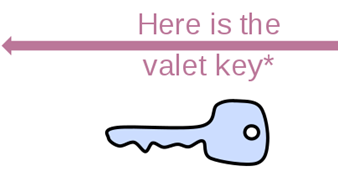 Here is the
valet key*